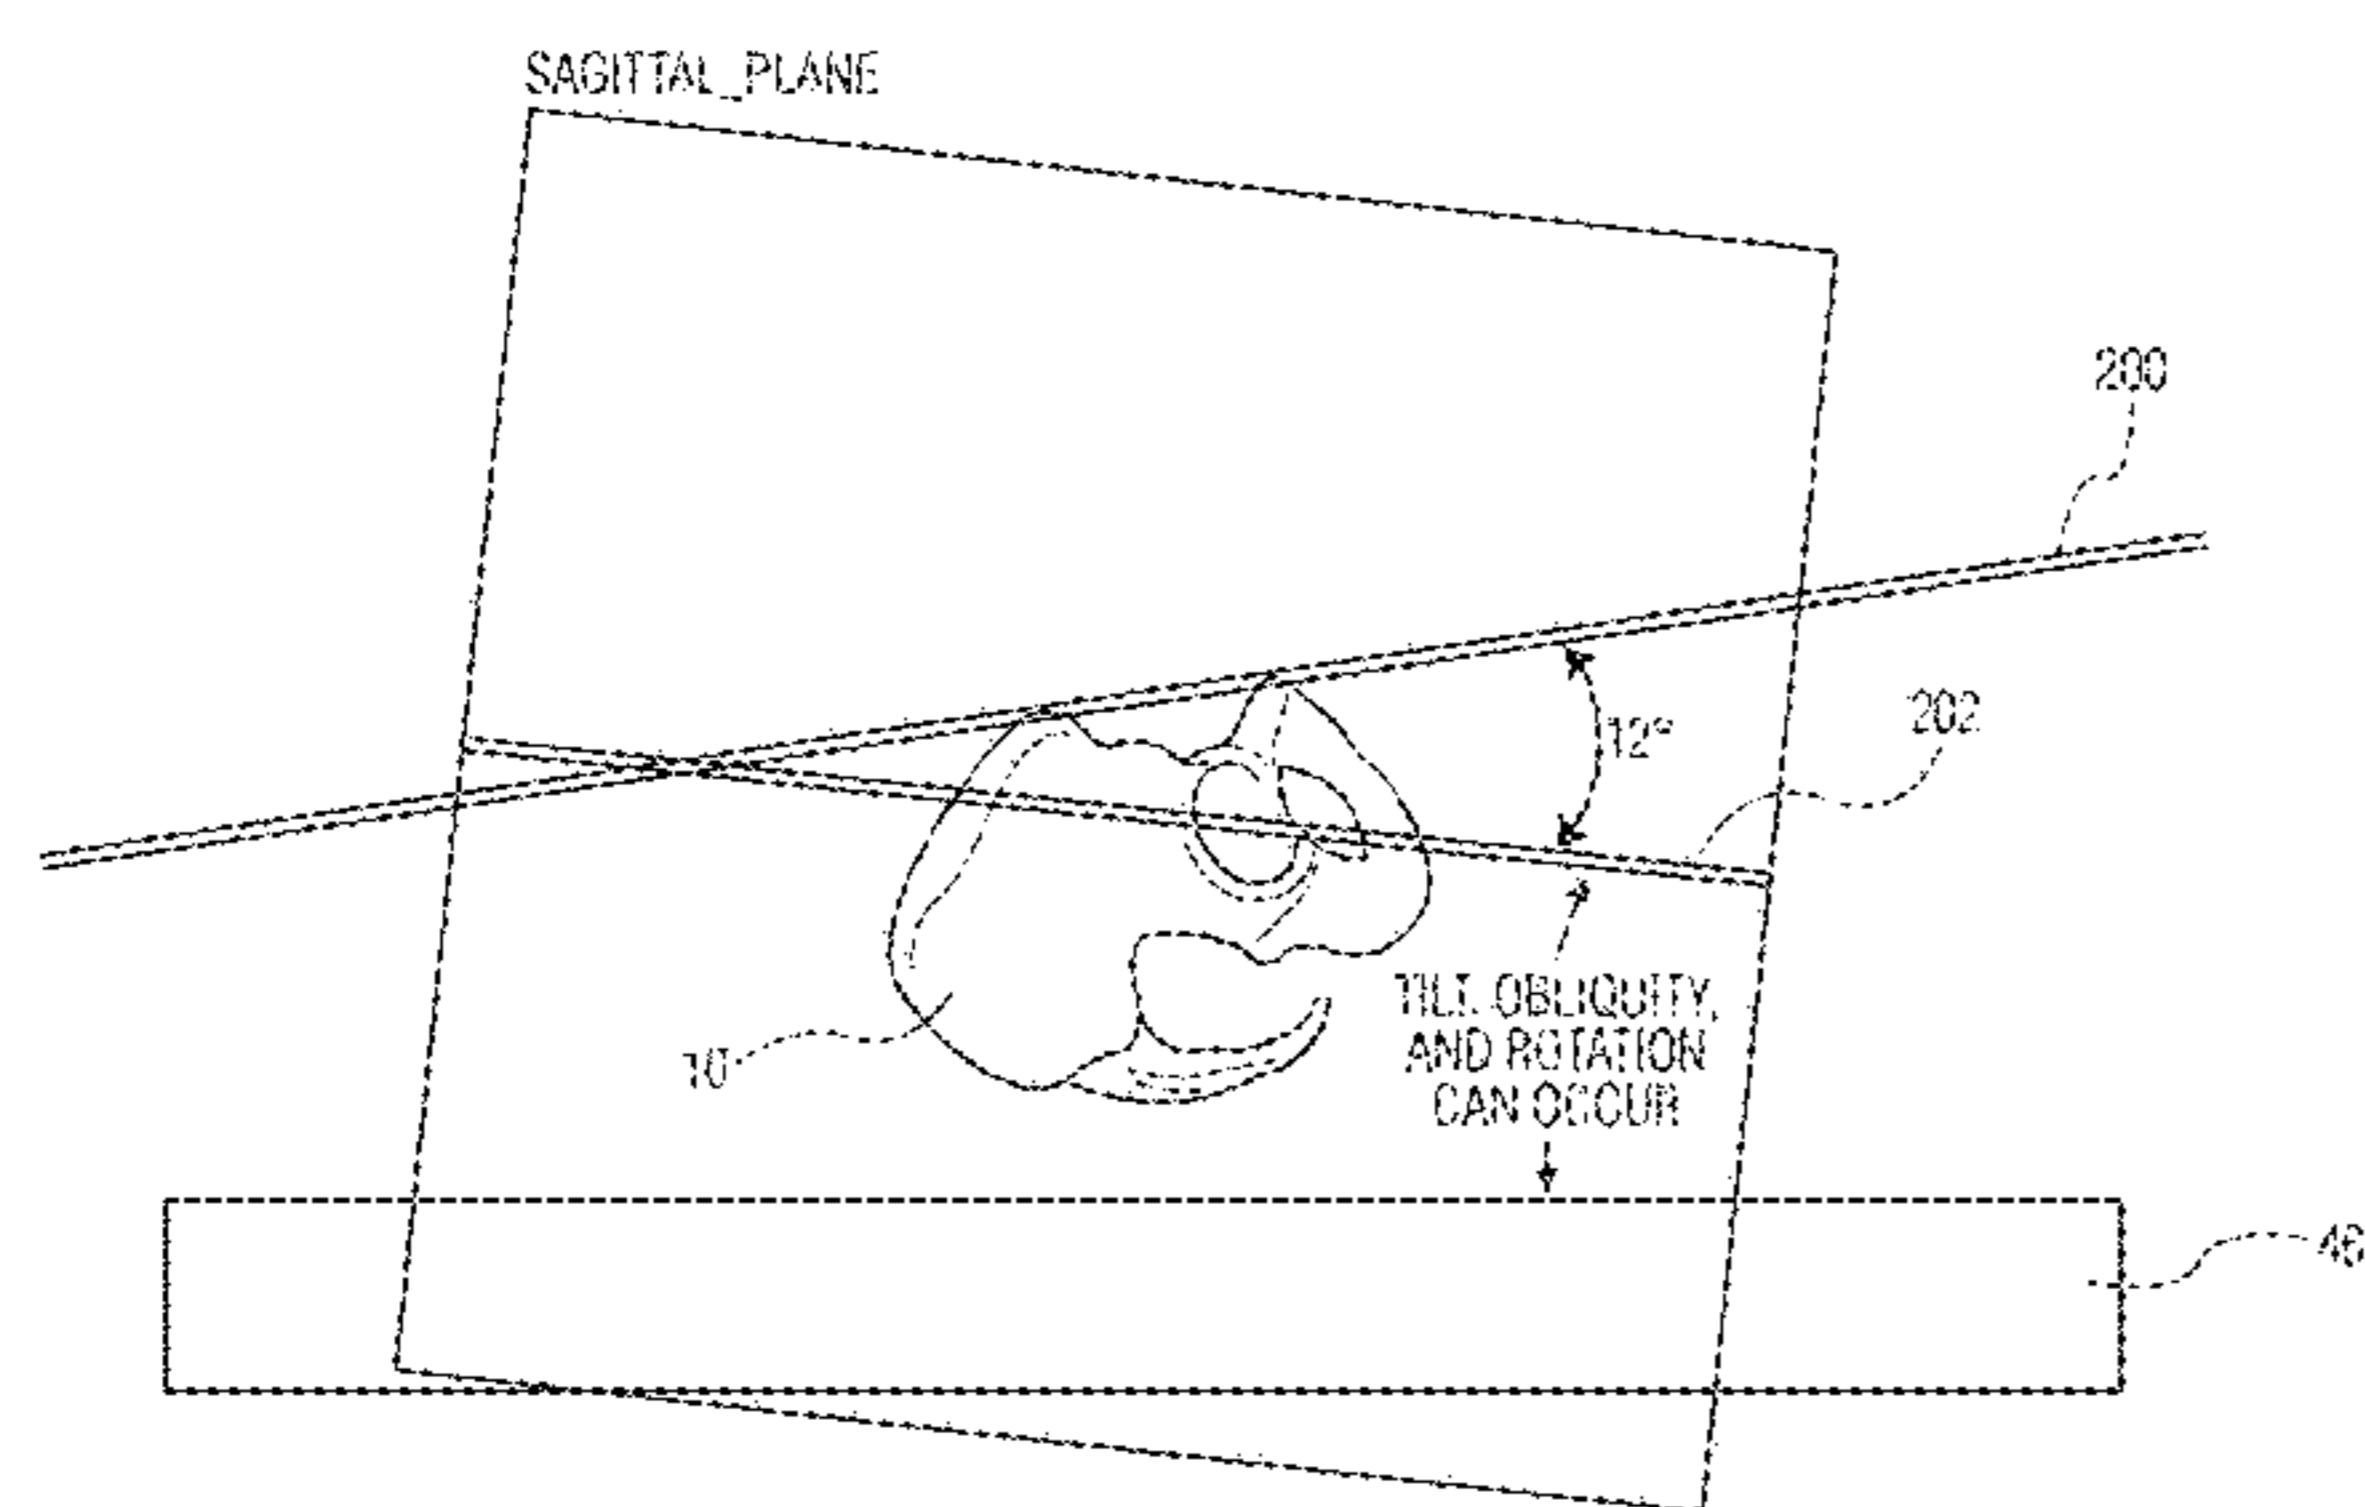 SAGITTAL_PLANE
200
12°
202
TILT, OBLIQUITY,
AND ROTATION
CAN OCCUR
10
46